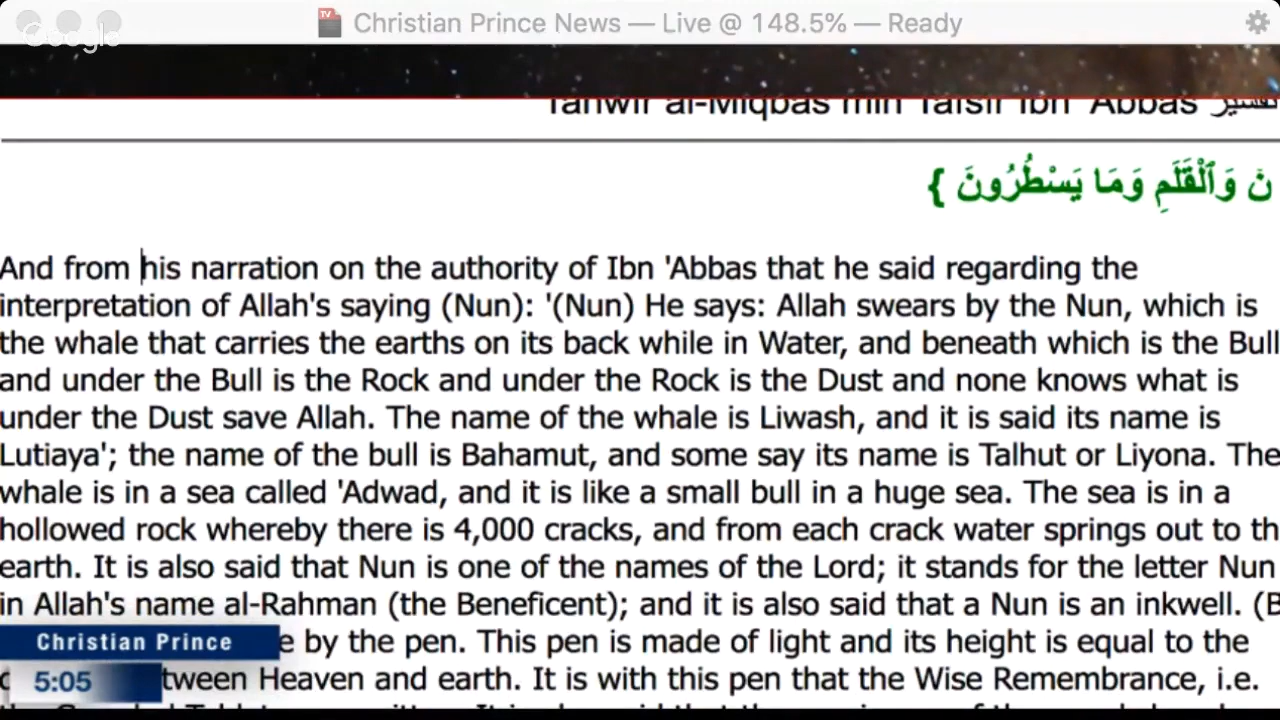 TV
Christian Prince News — Live @ 148.5% — Ready
Google
Tanwir al-Miqbas min Tafsir Ibn 'Abbas تفسير
نۤ وَٱلْقَلَمِ وَمَا يَسْطُرُونَ }
And from his narration on the authority of Ibn 'Abbas that he said regarding the
interpretation of Allah's saying (Nun): '(Nun) He says: Allah swears by the Nun, which is
the whale that carries the earths on its back while in Water, and beneath which is the Bull
and under the Bull is the Rock and under the Rock is the Dust and none knows what is
under the Dust save Allah. The name of the whale is Liwash, and it is said its name is
Lutiaya'; the name of the bull is Bahamut, and some say its name is Talhut or Liyona. The
whale is in a sea called 'Adwad, and it is like a small bull in a huge sea. The sea is in a
hollowed rock whereby there is 4,000 cracks, and from each crack water springs out to th
earth. It is also said that Nun is one of the names of the Lord; it stands for the letter Nun
in Allah's name al-Rahman (the Beneficent); and it is also said that a Nun is an inkwell. (B
e by the pen. This pen is made of light and its height is equal to the
tween Heaven and earth. It is with this pen that the Wise Remembrance, i.e.
Christian Prince
5:05